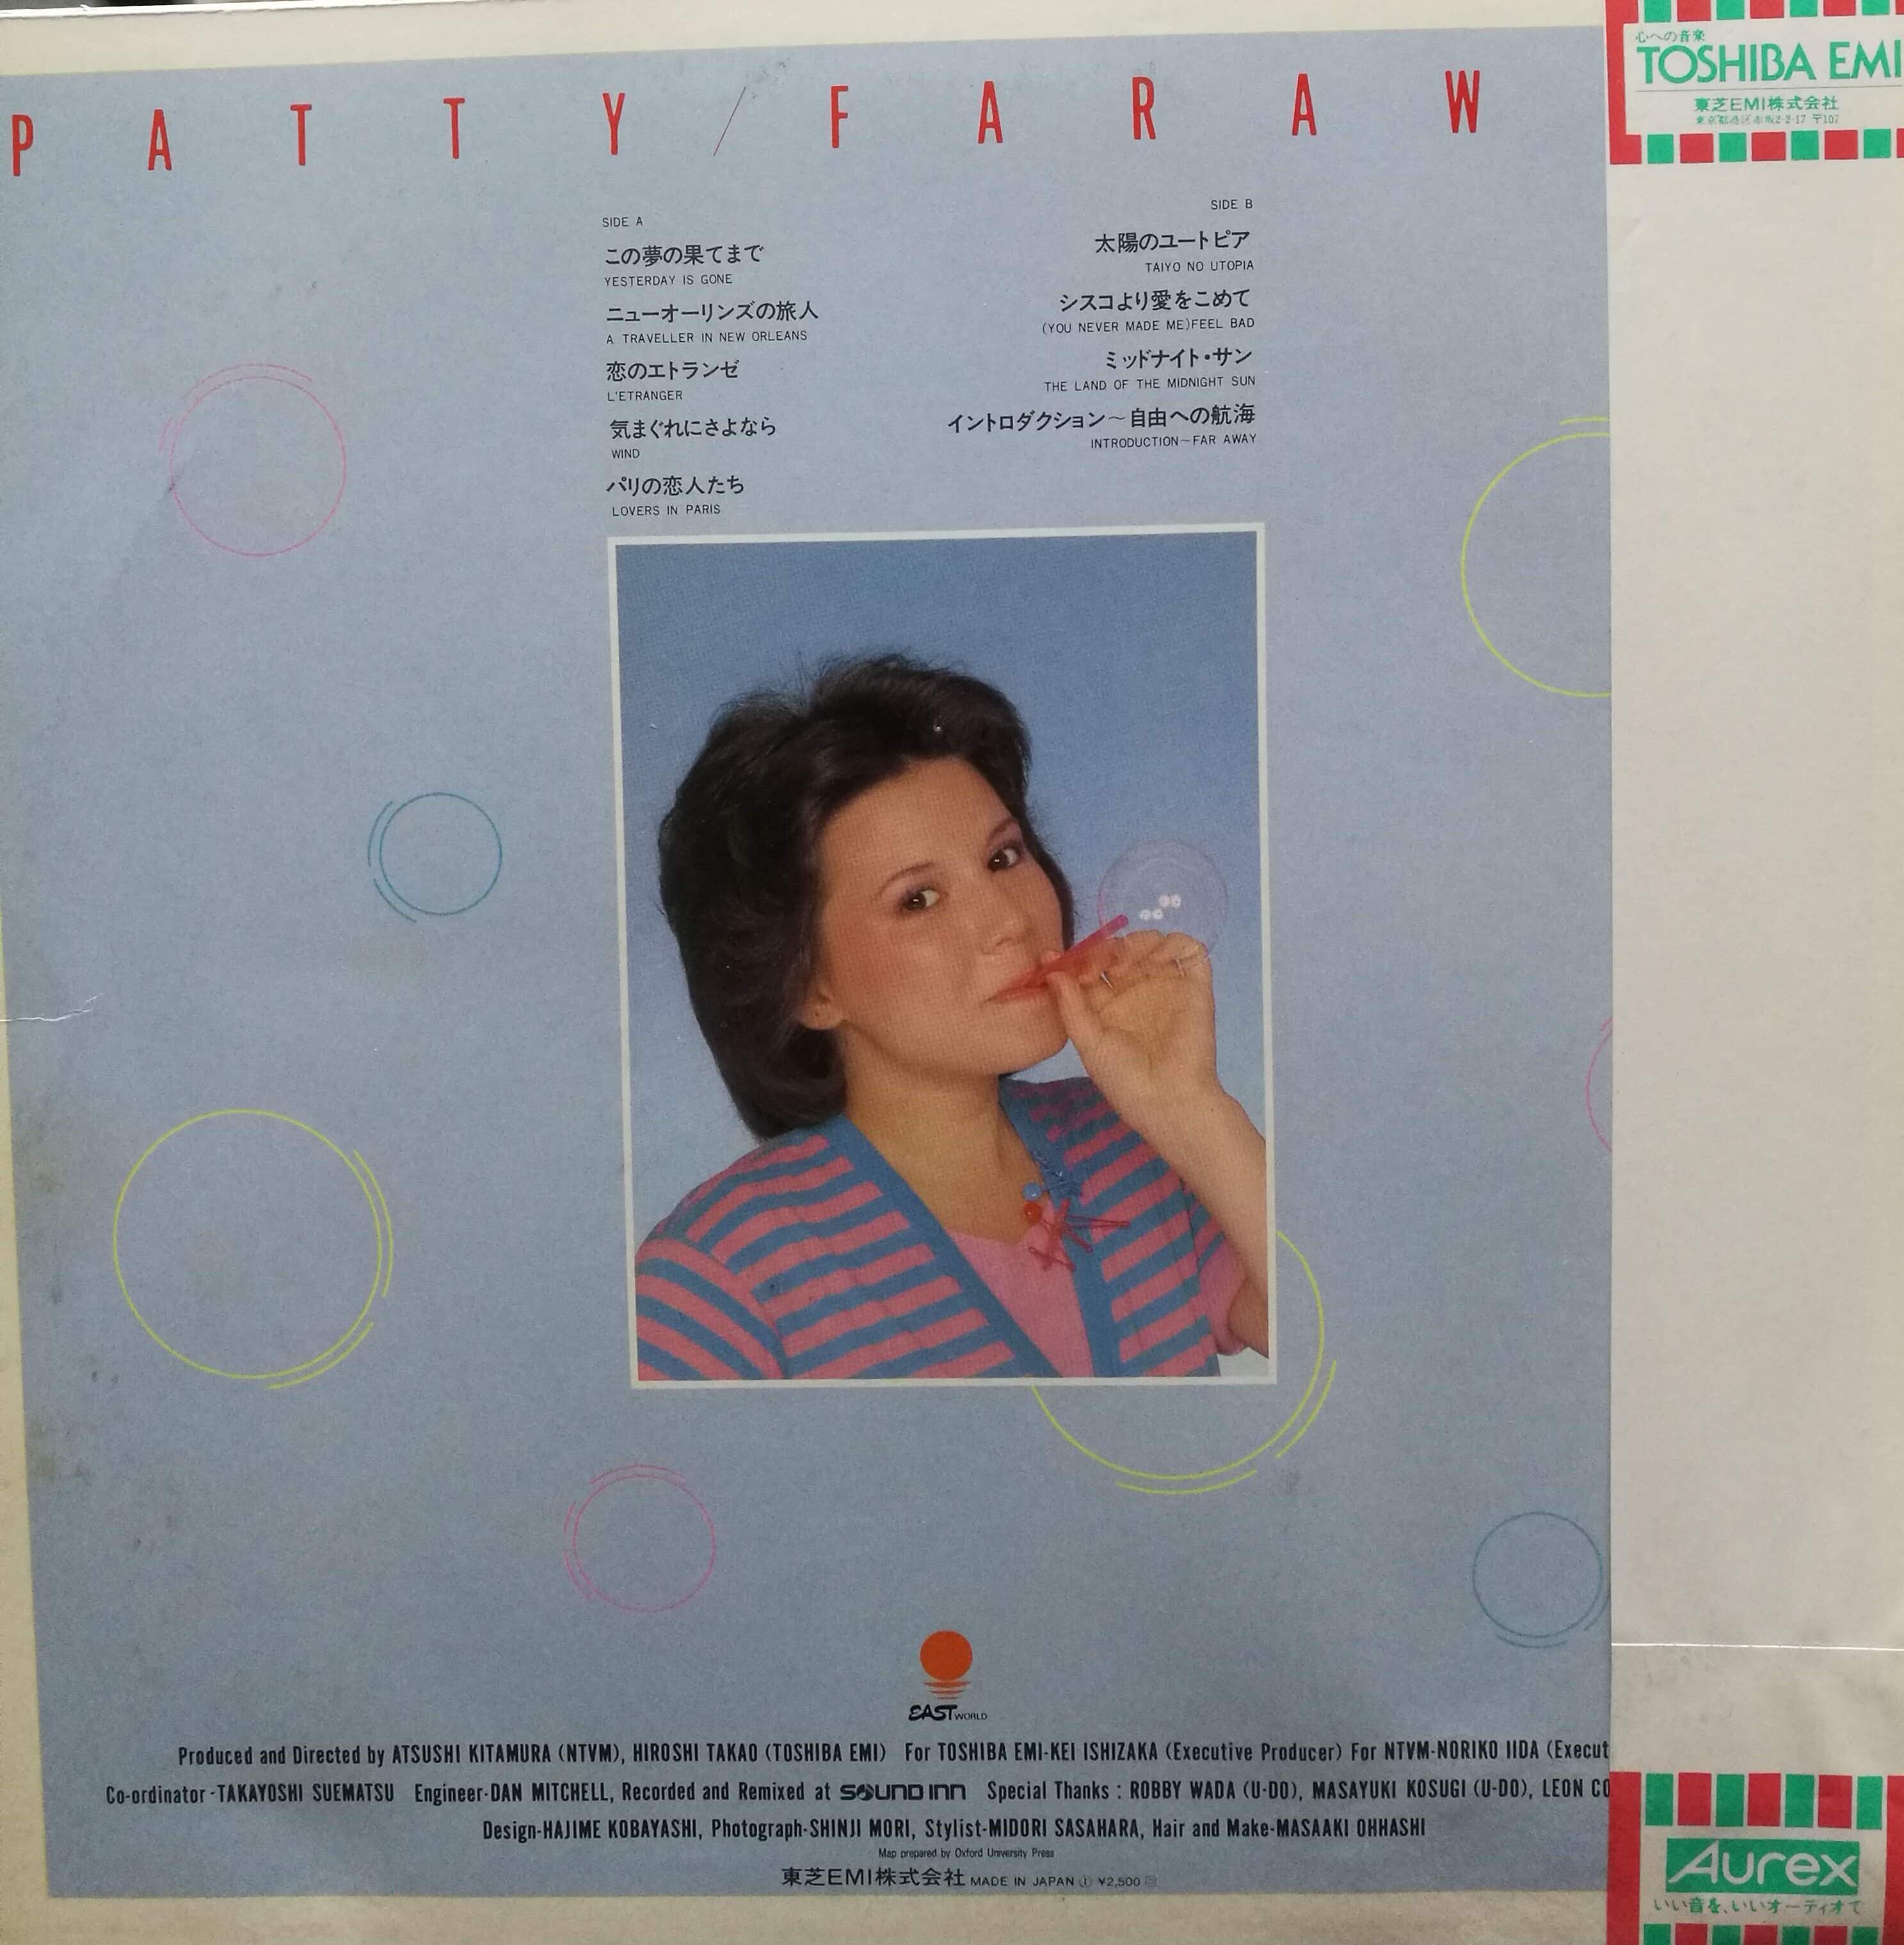 PATTY/FARAW
心への音楽
TOSHIBA EMI
東芝EMI株式会社
東京都港区赤坂2-2-17 〒107
SIDE A
この夢の果てまで
YESTERDAY IS GONE
ニューオーリンズの旅人
A TRAVELLER IN NEW ORLEANS
恋のエトランゼ
L'ETRANGER
気まぐれにさよなら
WIND
パリの恋人たち
LOVERS IN PARIS
SIDE B
太陽のユートピア
TAIYO NO UTOPIA
シスコより愛をこめて
(YOU NEVER MADE ME)FEEL BAD
ミッドナイト・サン
THE LAND OF THE MIDNIGHT SUN
イントロダクション〜自由への航海
INTRODUCTION〜FAR AWAY
EAST WORLD
Produced and Directed by ATSUSHI KITAMURA (NTVM), HIROSHI TAKAO (TOSHIBA EMI) For TOSHIBA EMI-KEI ISHIZAKA (Executive Producer) For NTVM-NORIKO IIDA (Execut
Co-ordinator-TAKAYOSHI SUEMATSU Engineer-DAN MITCHELL, Recorded and Remixed at SOUND INN Special Thanks : ROBBY WADA (U-DO), MASAYUKI KOSUGI (U-DO), LEON CO
Design-HAJIME KOBAYASHI, Photograph-SHINJI MORI, Stylist-MIDORI SASAHARA, Hair and Make-MASAAKI OHHASHI
Map prepared by Oxford University Press
東芝EMI株式会社 MADE IN JAPAN ¥2,500
Aurex
いい音を、いいオーディオで